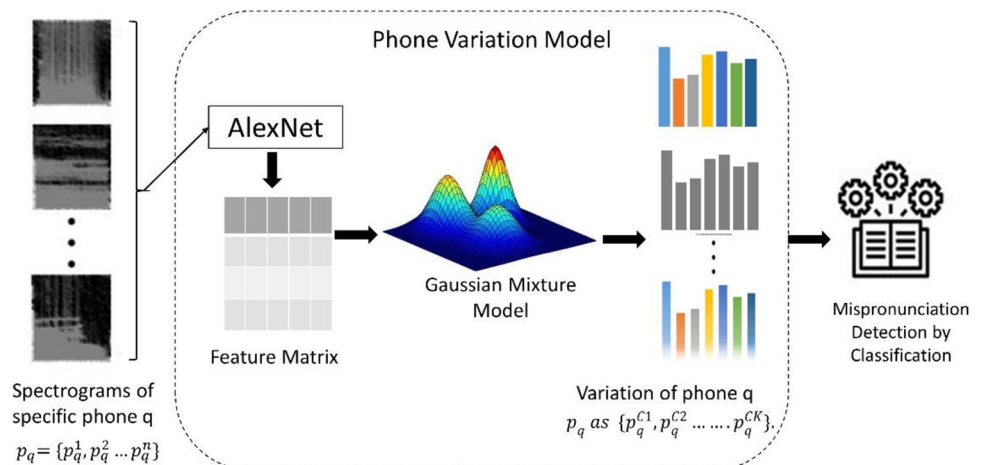 Phone Variation Model
AlexNet
Feature Matrix
Gaussian Mixture
Model
Spectrograms of
specific phone q
p_q = {p_q^1, p_q^2 ... p_q^n}
Variation of phone q
p_q as {p_q^{C1}, p_q^{C2} ... ... . p_q^{CK}}.
Mispronunciation
Detection by
Classification